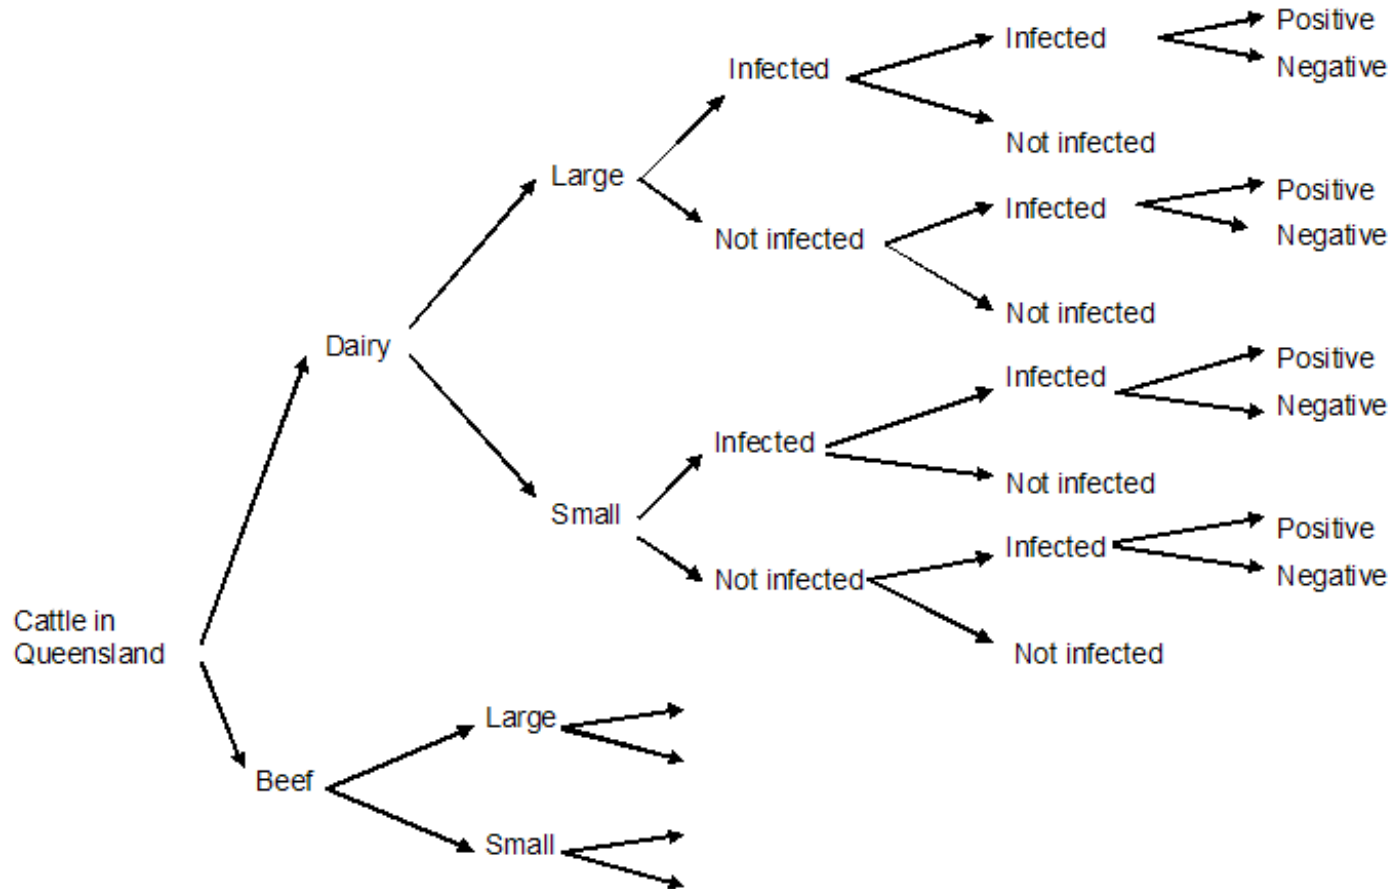 Positive
Infected
Negative
Infected
Not infected
Large
Positive
Infected
Negative
Not infected
Not infected
Dairy
Positive
Infected
Negative
Infected
Not infected
Small
Positive
Infected
Negative
Not infected
Cattle in
Queensland
Not infected
Large
Beef
Small